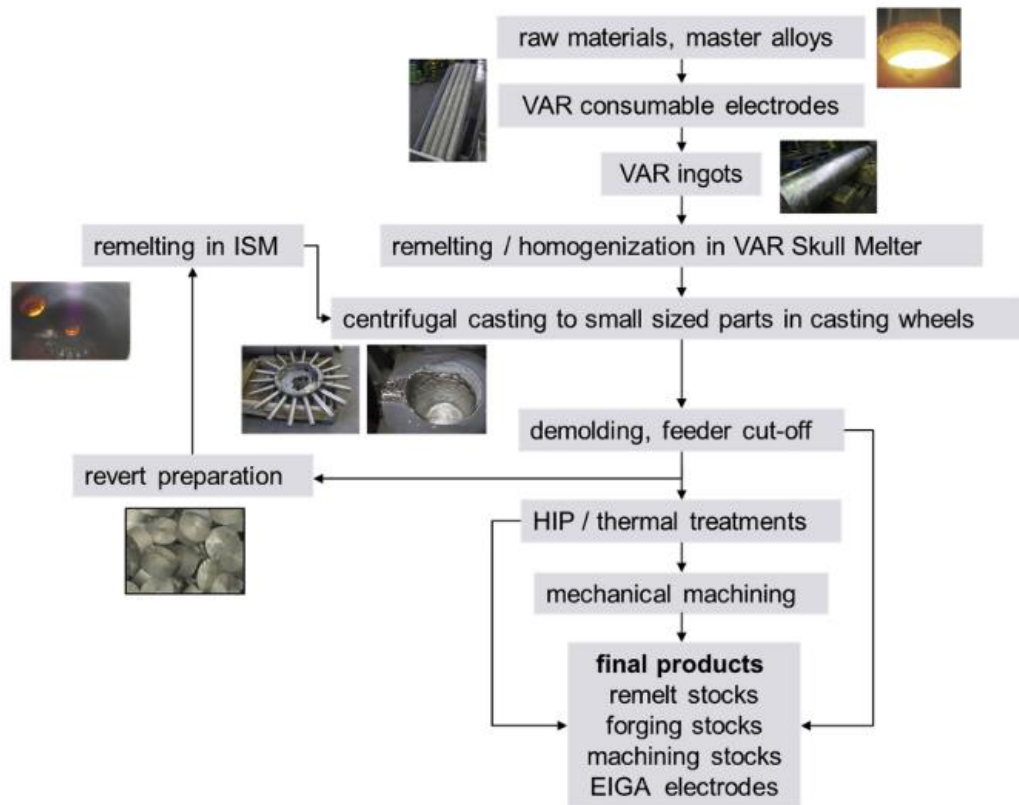 raw materials, master alloys
VAR consumable electrodes
VAR ingots
remelting in ISM
remelting / homogenization in VAR Skull Melter
centrifugal casting to small sized parts in casting wheels
demolding, feeder cut-off
revert preparation
HIP / thermal treatments
mechanical machining
final products
remelt stocks
forging stocks
machining stocks
EIGA electrodes